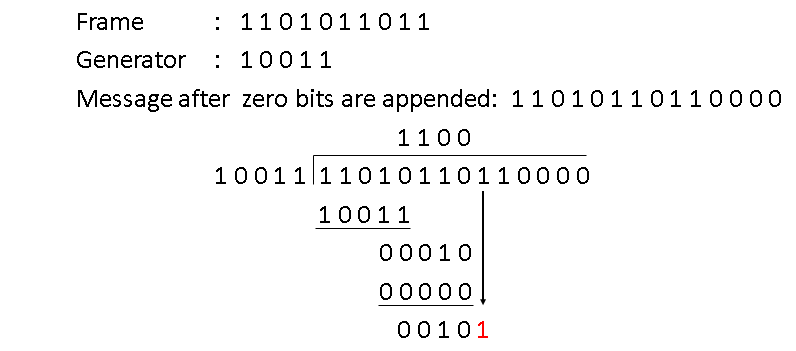 Frame : 1 1 0 1 0 1 1 0 1 1
Generator : 1 0 0 1 1
Message after zero bits are appended: 1 1 0 1 0 1 1 0 1 1 0 0 0 0
1 1 0 0
1 0 0 1 1 1 1 0 1 0 1 1 0 1 1 0 0 0 0
1 0 0 1 1
0 0 0 1 0
0 0 0 0 0
0 0 1 0 1